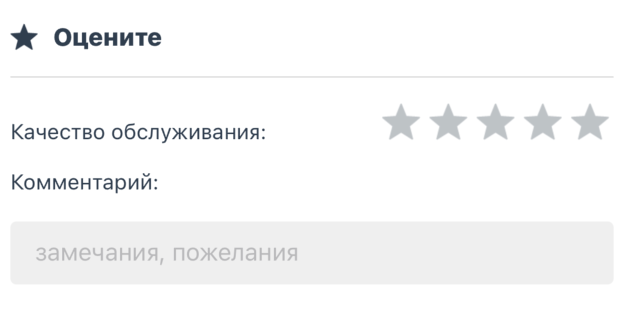 Оцените
Качество обслуживания:
Комментарий:
замечания, пожелания